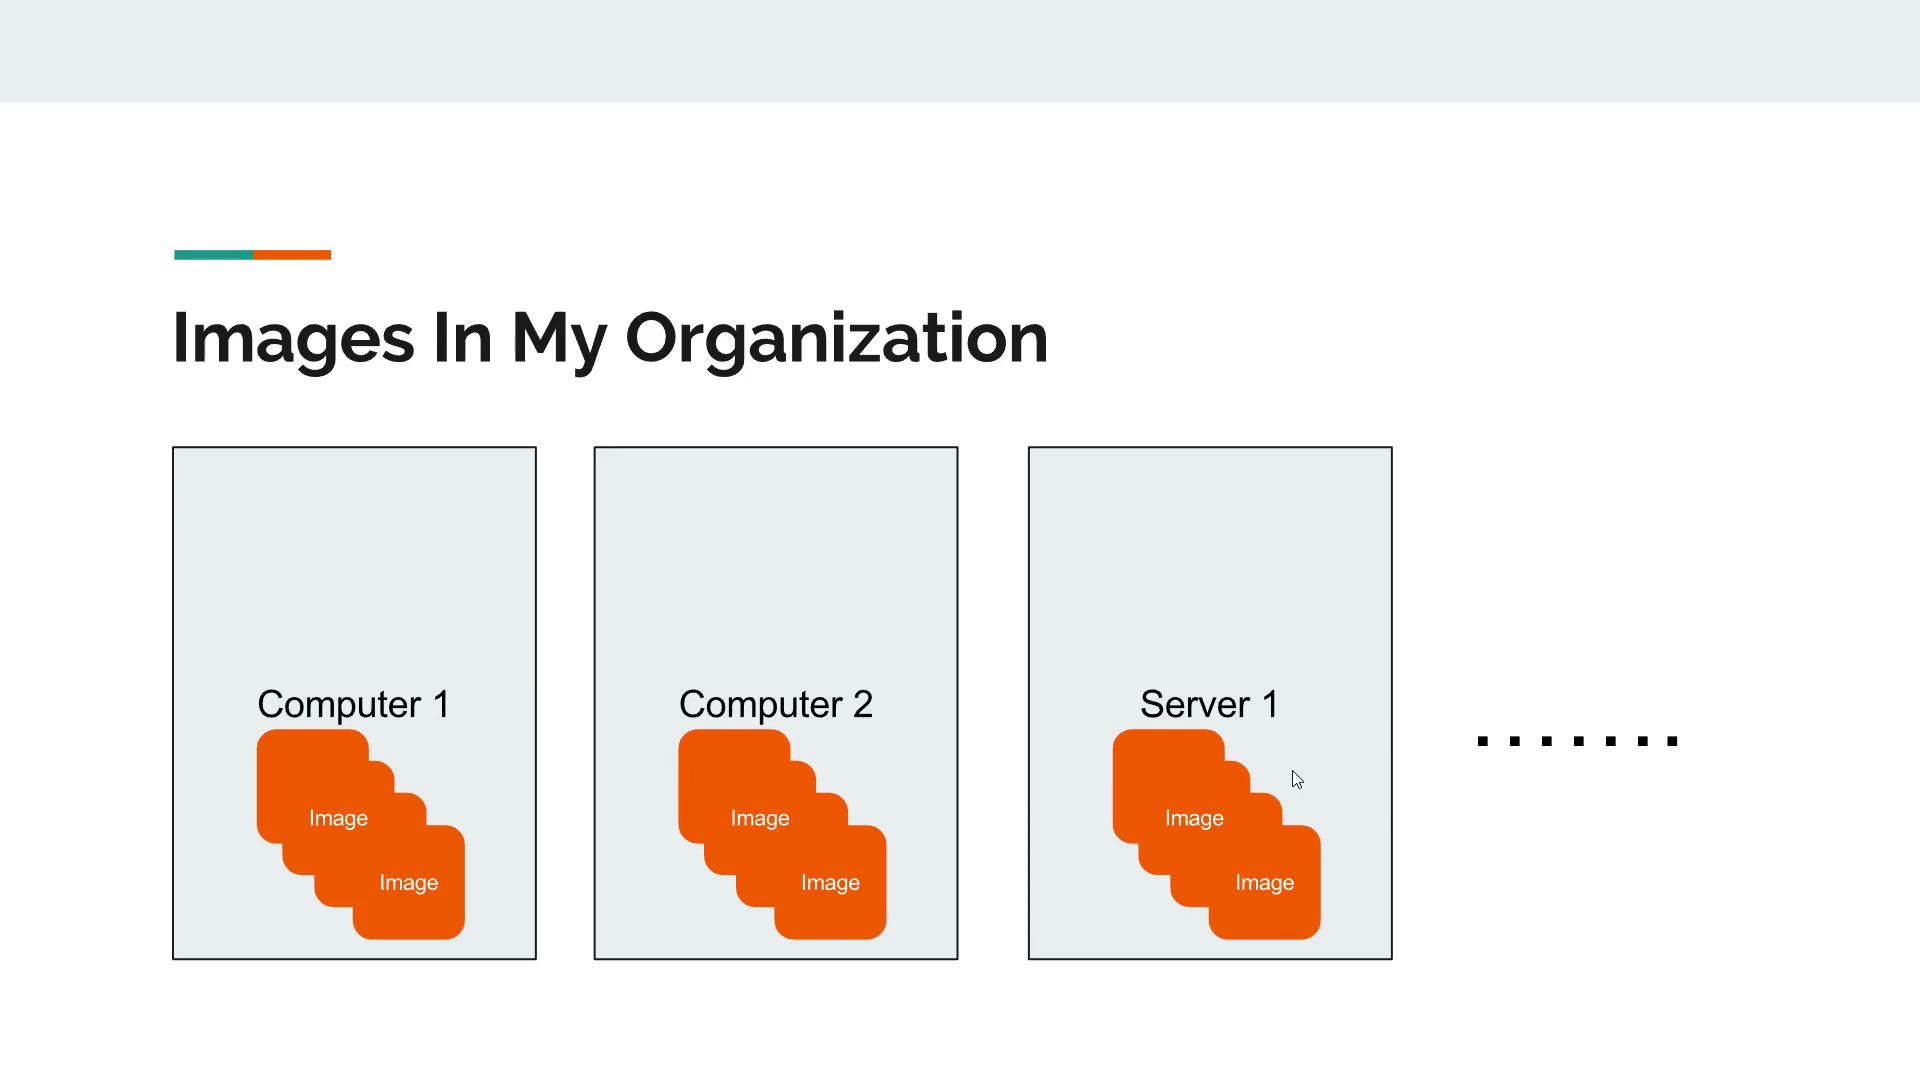 Images In My Organization
Computer 1
Computer 2
Server 1
Image
Image
Image
Image
Image
Image
.......